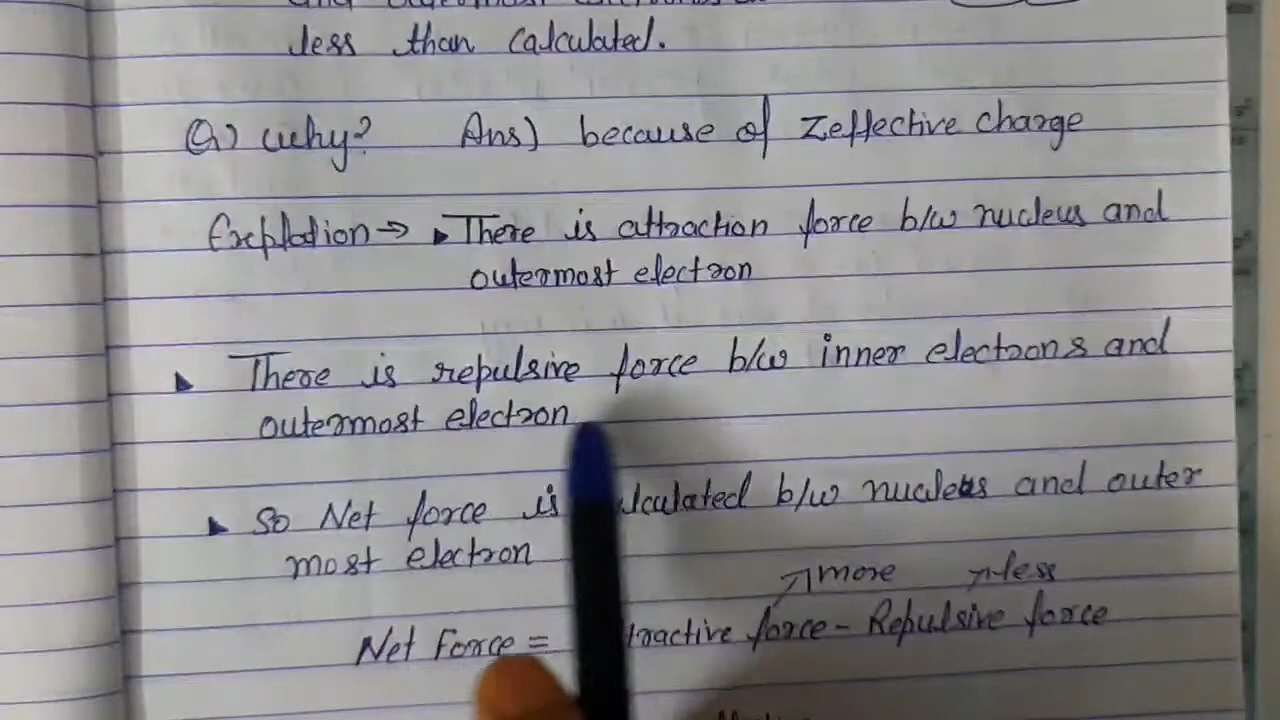 less than calculated.
Q) Why? Ans) because of Zeffective charge
Explation → There is attraction force b/w nucleus and
outermost electron
There is repulsive force b/w inner electrons and
outermost electron
So Net force is lculated b/w nucleus and outer
most electron
more less
Net Force = tractive force - Repulsive force